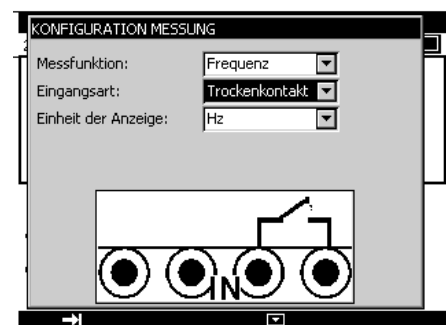 KONFIGURATION MESSUNG
Messfunktion: Frequenz
Eingangsart: Trockenkontakt
Einheit der Anzeige: Hz
IN